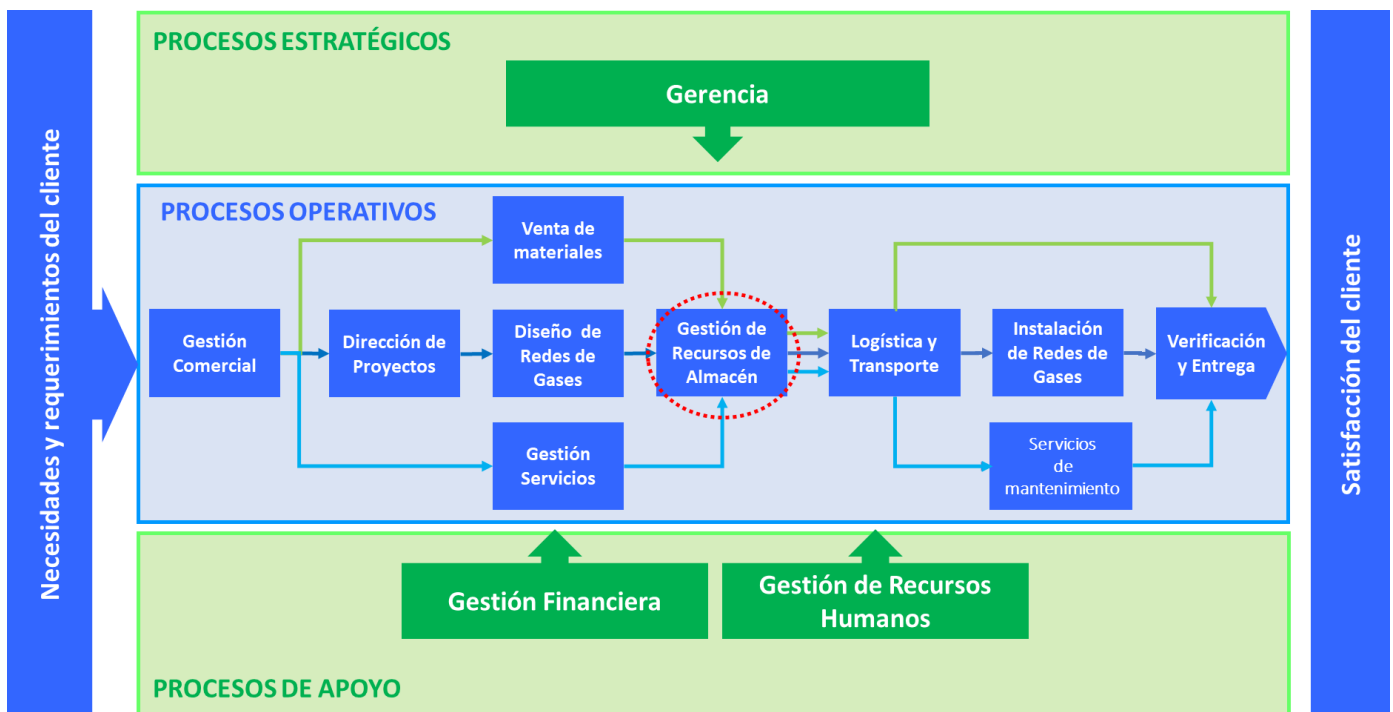 Necesidades y requerimientos del cliente
PROCESOS ESTRATÉGICOS
Gerencia
PROCESOS OPERATIVOS
Venta de
materiales
Gestión
Comercial
Dirección de
Proyectos
Diseño de
Redes de
Gases
Gestión de
Recursos de
Almacén
Logística y
Transporte
Instalación
de Redes de
Gases
Verificación
y Entrega
Gestión
Servicios
Servicios
de
mantenimiento
Gestión Financiera
Gestión de Recursos
Humanos
PROCESOS DE APOYO
Satisfacción del cliente